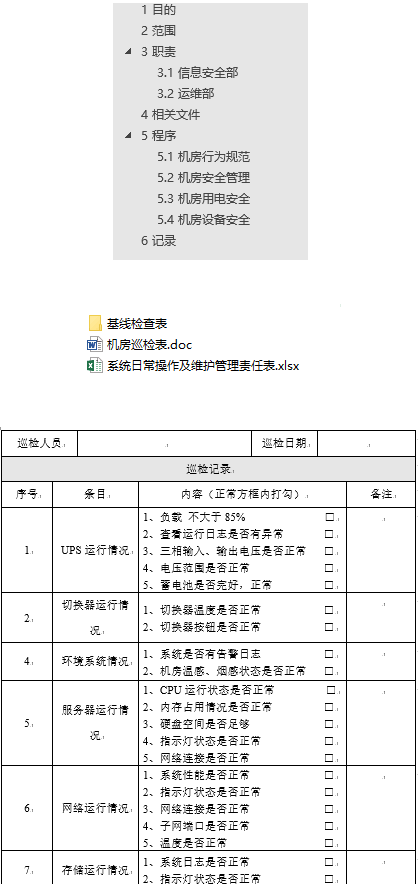 1 目的
2 范围
3 职责
3.1 信息安全部
3.2 运维部
4 相关文件
5 程序
5.1 机房行为规范
5.2 机房安全管理
5.3 机房用电安全
5.4 机房设备安全
6 记录
基线检查表
机房巡检表.doc
系统日常操作及维护管理责任表.xlsx
巡检人员 巡检日期
巡检记录
序号 条目 内容（正常方框内打勾） 备注
1 UPS 运行情况
1、负载 不大于 85% □
2、查看运行日志是否有异常 □
3、三相输入、输出电压是否正常 □
4、电压范围是否正常 □
5、蓄电池是否完好，正常 □
2 切换器运行情
况
1、切换器温度是否正常 □
2、切换器按钮是否正常 □
4 环境系统情况
1、系统是否有告警日志 □
2、机房温感、烟感状态是否正常 □
5 服务器运行情
况
1、CPU 运行状态是否正常 □
2、内存占用情况是否正常 □
3、硬盘空间是否足够 □
4、指示灯状态是否正常 □
5、网络连接是否正常 □
6 网络运行情况
1、系统性能是否正常 □
2、指示灯状态是否正常 □
3、网络连接是否正常 □
4、子网端口是否正常 □
5、温度是否正常 □
7 存储运行情况
1、系统日志是否正常 □
2、指示灯状态是否正常 □